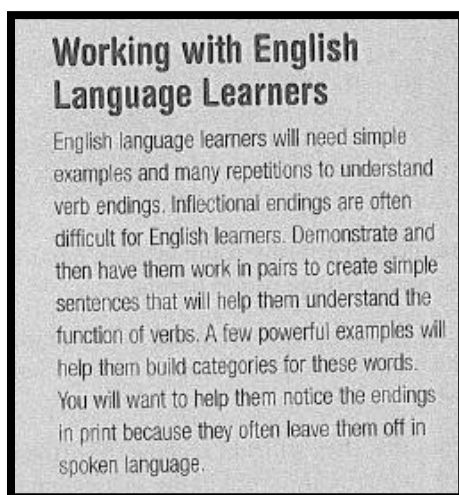 Working with English
Language Learners
English language learners will need simple
examples and many repetitions to understand
verb endings. Inflectional endings are often
difficult for English learners. Demonstrate and
then have them work in pairs to create simple
sentences that will help them understand the
function of verbs. A few powerful examples will
help them build categories for these words.
You will want to help them notice the endings
in print because they often leave them off in
spoken language.